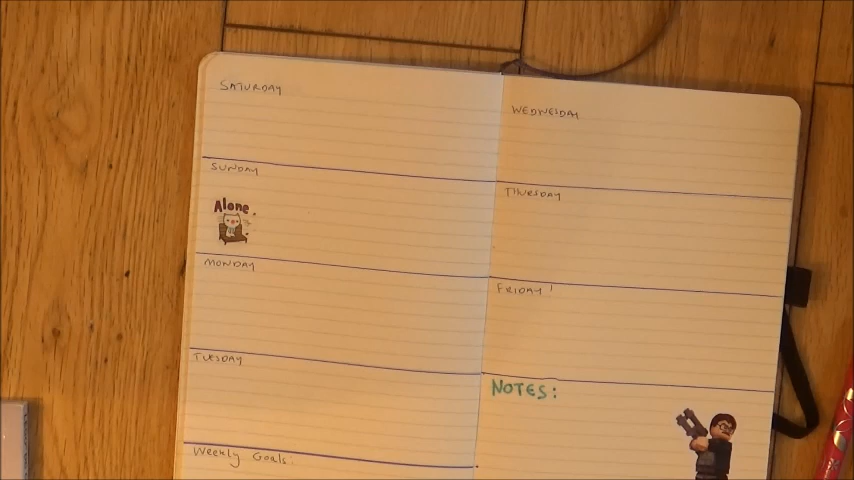 SATURDAY
SUNDAY
Alone.
MONDAY
TUESDAY
Weekly Goals:
WEDNESDAY
THURSDAY
FRIDAY!
NOTES: